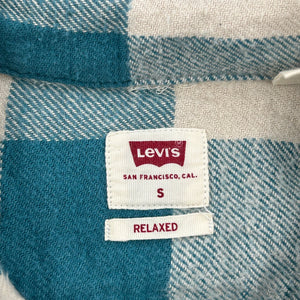 Levi's
SAN FRANCISCO, CAL.
S
RELAXED